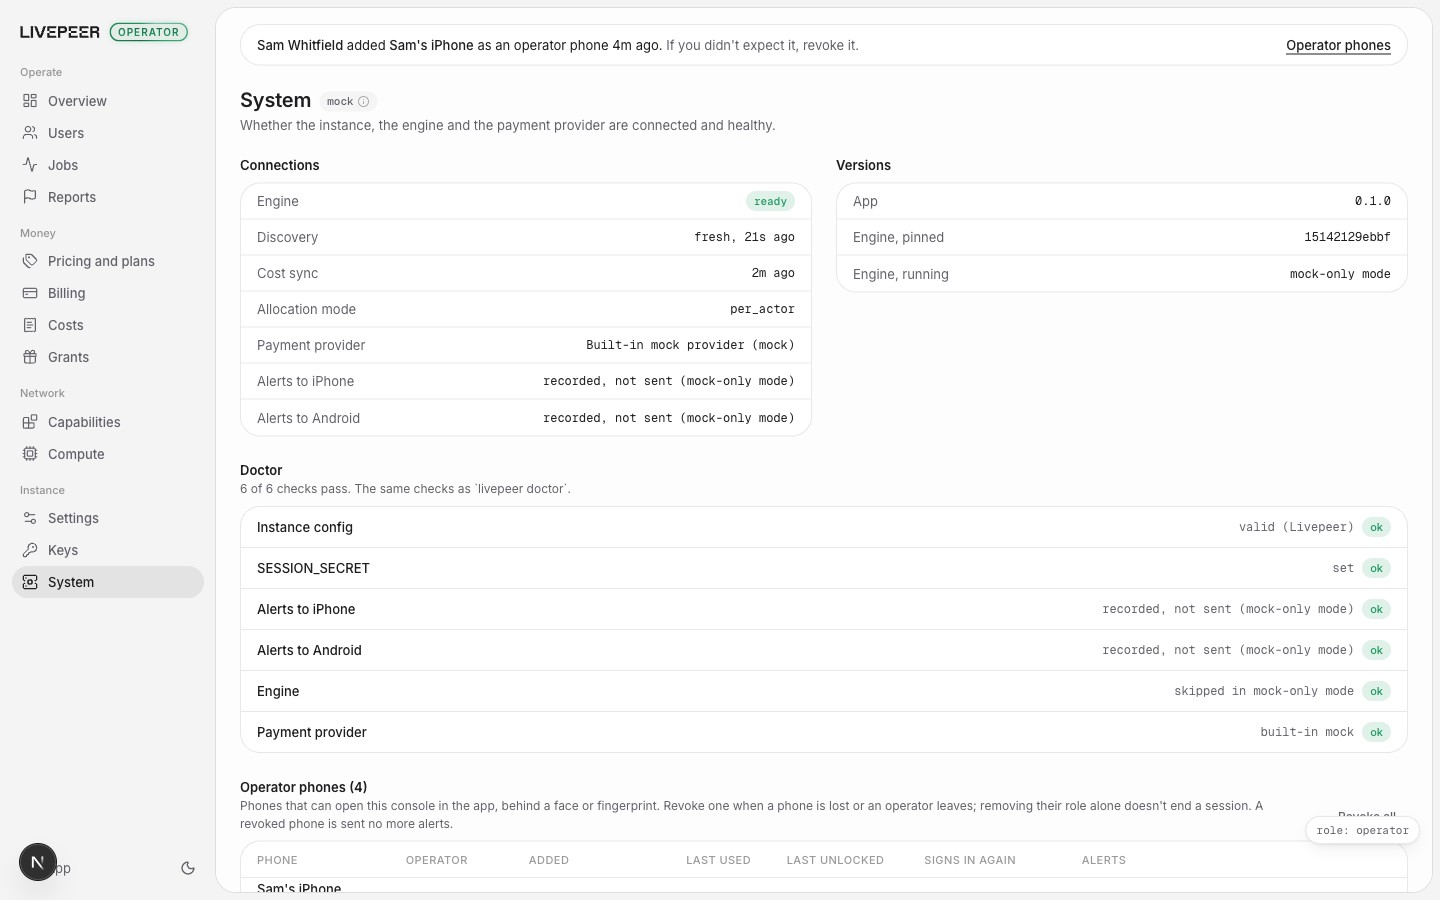 LIVEPEER OPERATOR
Operate
Overview
Users
Jobs
Reports
Money
Pricing and plans
Billing
Costs
Grants
Network
Capabilities
Compute
Instance
Settings
Keys
System
N
pp
Sam Whitfield added Sam's iPhone as an operator phone 4m ago. If you didn't expect it, revoke it.
Operator phones
System mock
Whether the instance, the engine and the payment provider are connected and healthy.
Connections
Engine ready
Discovery fresh, 21s ago
Cost sync 2m ago
Allocation mode per_actor
Payment provider Built-in mock provider (mock)
Alerts to iPhone recorded, not sent (mock-only mode)
Alerts to Android recorded, not sent (mock-only mode)
Versions
App 0.1.0
Engine, pinned 15142129ebbf
Engine, running mock-only mode
Doctor
6 of 6 checks pass. The same checks as `livepeer doctor`.
Instance config valid (Livepeer) ok
SESSION_SECRET set ok
Alerts to iPhone recorded, not sent (mock-only mode) ok
Alerts to Android recorded, not sent (mock-only mode) ok
Engine skipped in mock-only mode ok
Payment provider built-in mock ok
Operator phones (4)
Phones that can open this console in the app, behind a face or fingerprint. Revoke one when a phone is lost or an operator leaves; removing their role alone doesn't end a session. A
revoked phone is sent no more alerts.
Revoke all
role: operator
PHONE OPERATOR ADDED LAST USED LAST UNLOCKED SIGNS IN AGAIN ALERTS
Sam's iPhone